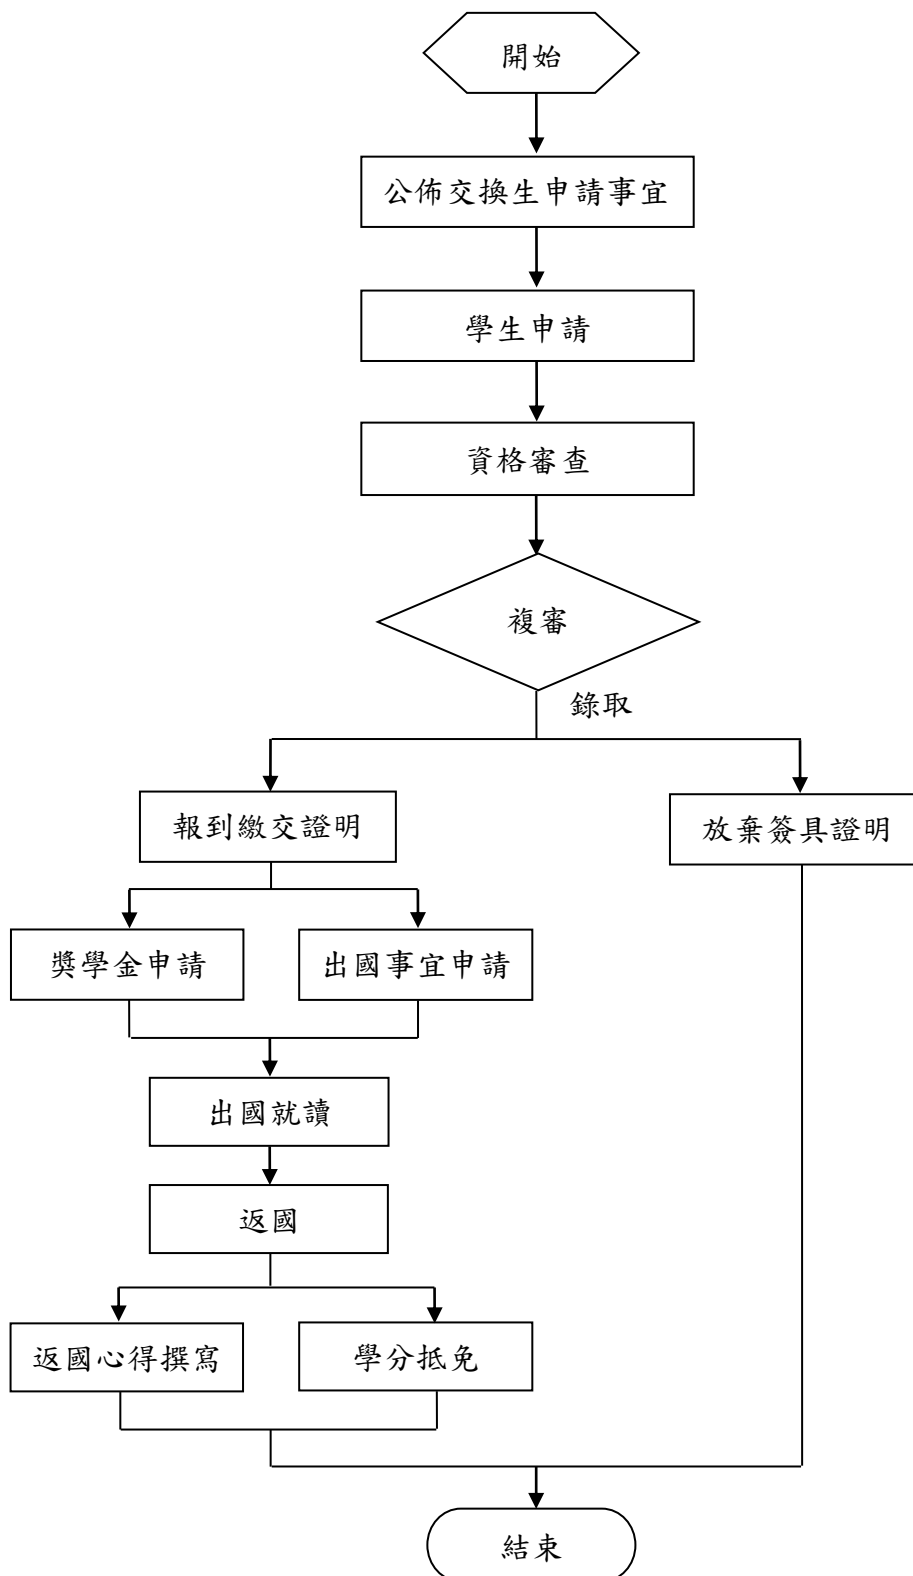 開始
公佈交換生申請事宜
學生申請
資格審查
複審
錄取
報到繳交證明
放棄簽具證明
獎學金申請
出國事宜申請
出國就讀
返國
返國心得撰寫
學分抵免
結束